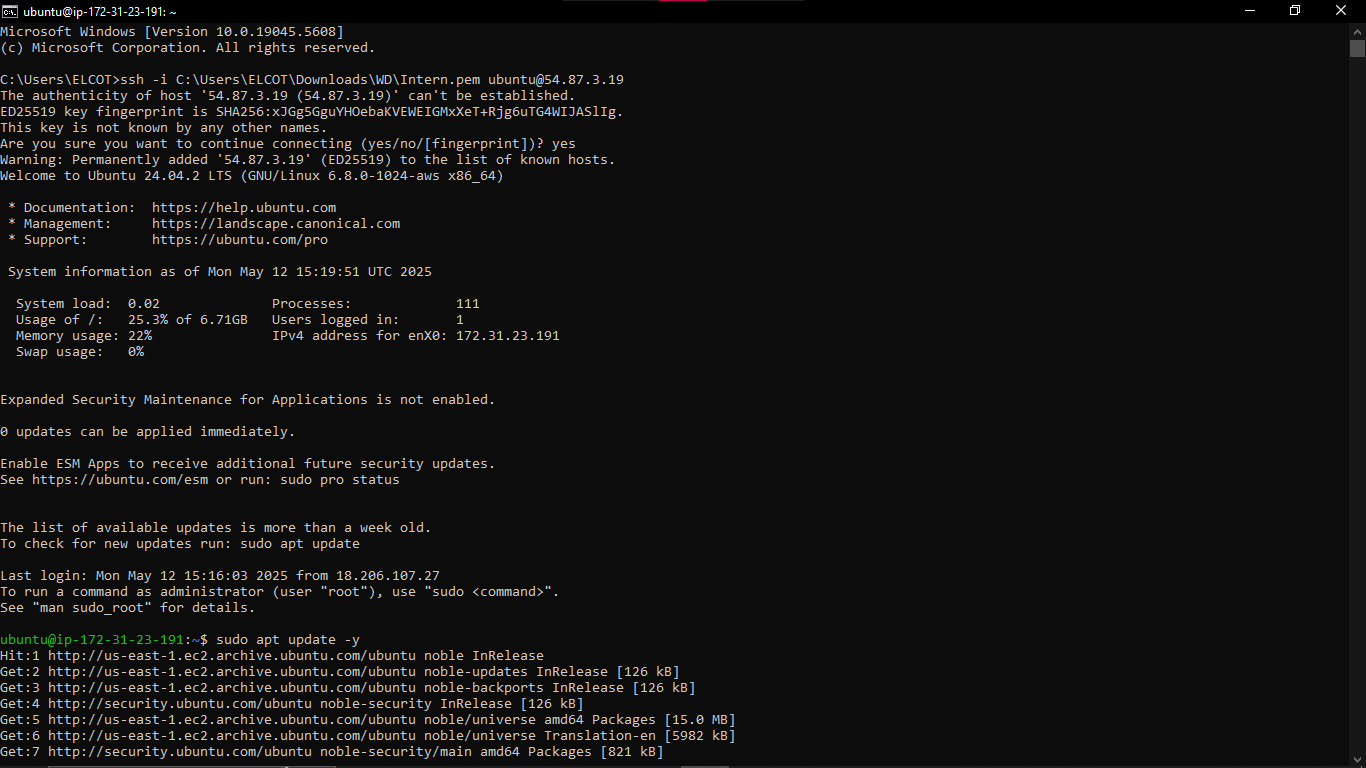 ubuntu@ip-172-31-23-191: ~
Microsoft Windows [Version 10.0.19045.5608]
(c) Microsoft Corporation. All rights reserved.
C:\Users\ELCOT>ssh -i C:\Users\ELCOT\Downloads\WD\Intern.pem ubuntu@54.87.3.19
The authenticity of host '54.87.3.19 (54.87.3.19)' can't be established.
ED25519 key fingerprint is SHA256:xJGg5GguYHOebaKVEWEIGMxXeT+Rjg6uTG4WIJASlIg.
This key is not known by any other names.
Are you sure you want to continue connecting (yes/no/[fingerprint])? yes
Warning: Permanently added '54.87.3.19' (ED25519) to the list of known hosts.
Welcome to Ubuntu 24.04.2 LTS (GNU/Linux 6.8.0-1024-aws x86_64)
* Documentation:  https://help.ubuntu.com
* Management:     https://landscape.canonical.com
* Support:        https://ubuntu.com/pro
System information as of Mon May 12 15:19:51 UTC 2025
System load:  0.02              Processes:             111
Usage of /:   25.3% of 6.71GB   Users logged in:       1
Memory usage: 22%               IPv4 address for enX0: 172.31.23.191
Swap usage:   0%
Expanded Security Maintenance for Applications is not enabled.
0 updates can be applied immediately.
Enable ESM Apps to receive additional future security updates.
See https://ubuntu.com/esm or run: sudo pro status
The list of available updates is more than a week old.
To check for new updates run: sudo apt update
Last login: Mon May 12 15:16:03 2025 from 18.206.107.27
To run a command as administrator (user "root"), use "sudo <command>".
See "man sudo_root" for details.
ubuntu@ip-172-31-23-191:~$ sudo apt update -y
Hit:1 http://us-east-1.ec2.archive.ubuntu.com/ubuntu noble InRelease
Get:2 http://us-east-1.ec2.archive.ubuntu.com/ubuntu noble-updates InRelease [126 kB]
Get:3 http://us-east-1.ec2.archive.ubuntu.com/ubuntu noble-backports InRelease [126 kB]
Get:4 http://security.ubuntu.com/ubuntu noble-security InRelease [126 kB]
Get:5 http://us-east-1.ec2.archive.ubuntu.com/ubuntu noble/universe amd64 Packages [15.0 MB]
Get:6 http://us-east-1.ec2.archive.ubuntu.com/ubuntu noble/universe Translation-en [5982 kB]
Get:7 http://security.ubuntu.com/ubuntu noble-security/main amd64 Packages [821 kB]